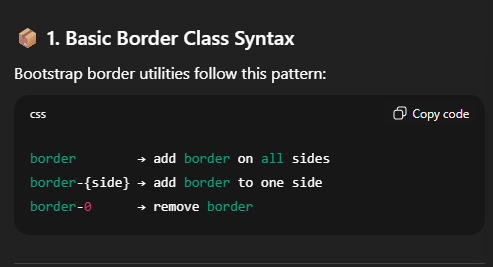 📦 1. Basic Border Class Syntax
Bootstrap border utilities follow this pattern:
css
Copy code
border → add border on all sides
border-{side} → add border to one side
border-0 → remove border